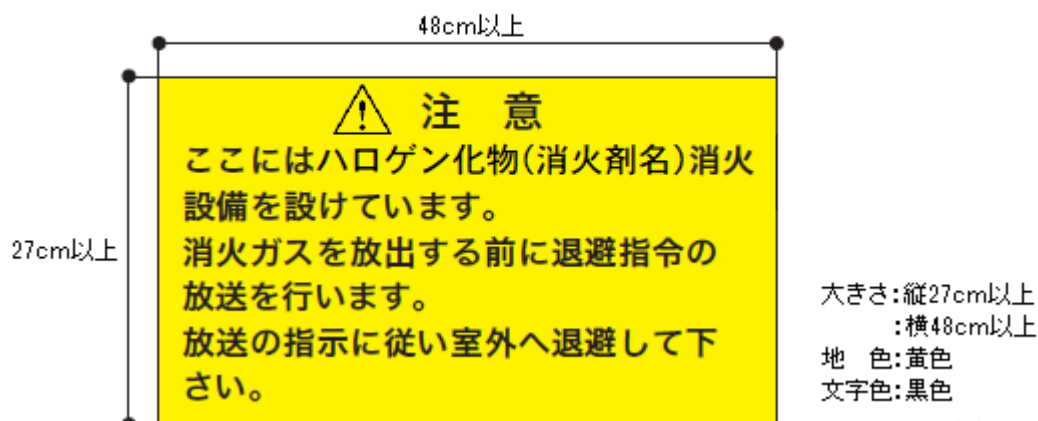 48cm以上
注　意
ここにはハロゲン化物(消火剤名)消火
設備を設けています。
消火ガスを放出する前に退避指令の
放送を行います。
放送の指示に従い室外へ退避して下
さい。
27cm以上
大きさ:縦27cm以上
:横48cm以上
地　色:黄色
文字色:黒色